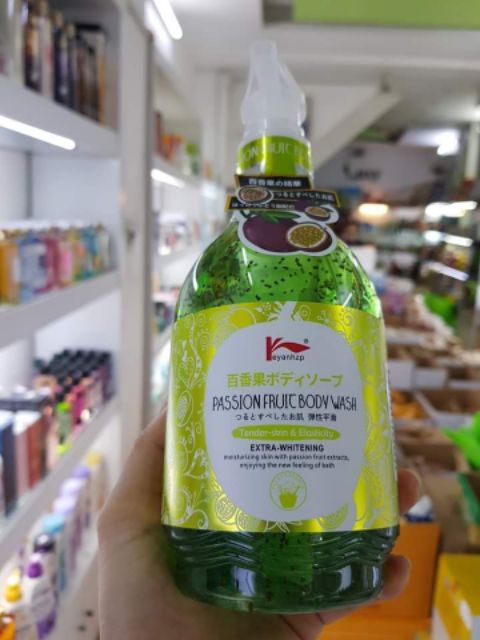 百香果の精華
eyanhzp
®
百香果ボディソープ
PASSION FRUIT BODY WASH
つるとすべしたお肌 弾性平滑
Tender-skin & Elasticity
EXTRA-WHITENING
moisturizing skin with passion fruit extracts,
enjoying the new feeling of bath